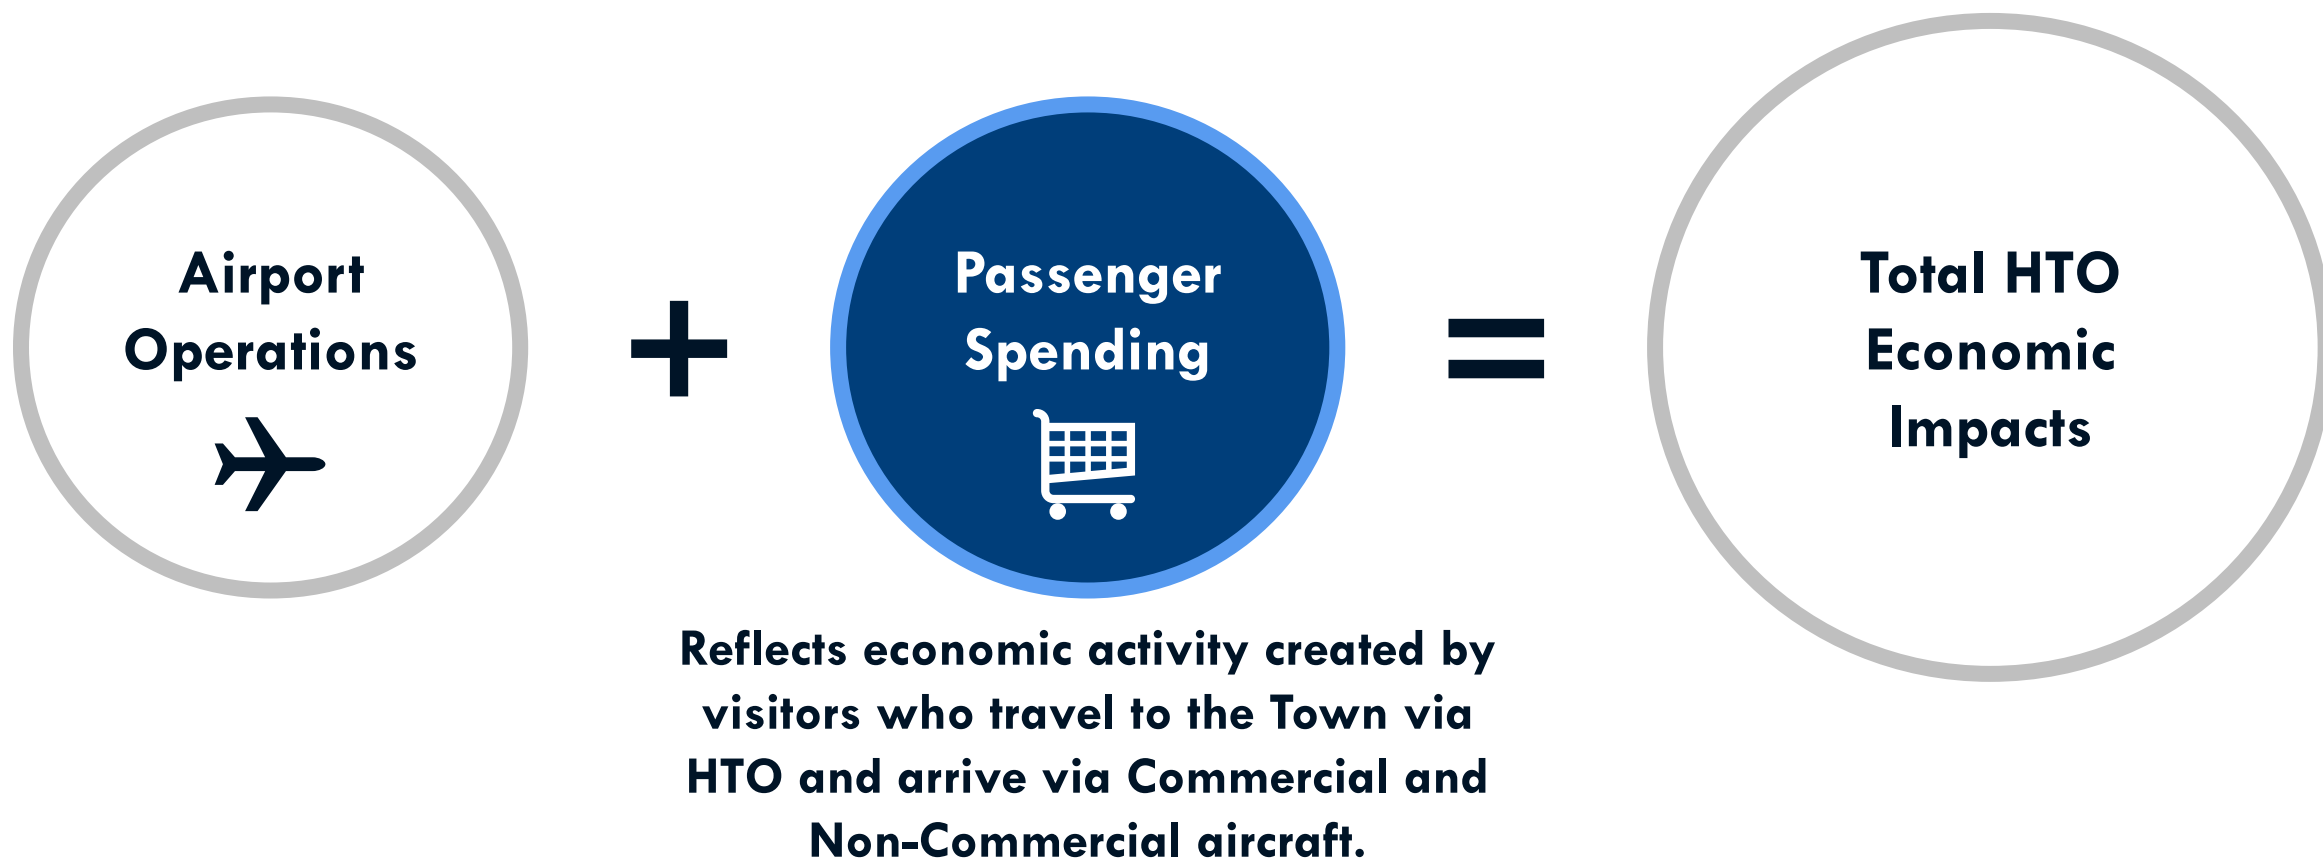 Airport
Operations
+
Passenger
Spending
=
Total HTO
Economic
Impacts
Reflects economic activity created by
visitors who travel to the Town via
HTO and arrive via Commercial and
Non-Commercial aircraft.